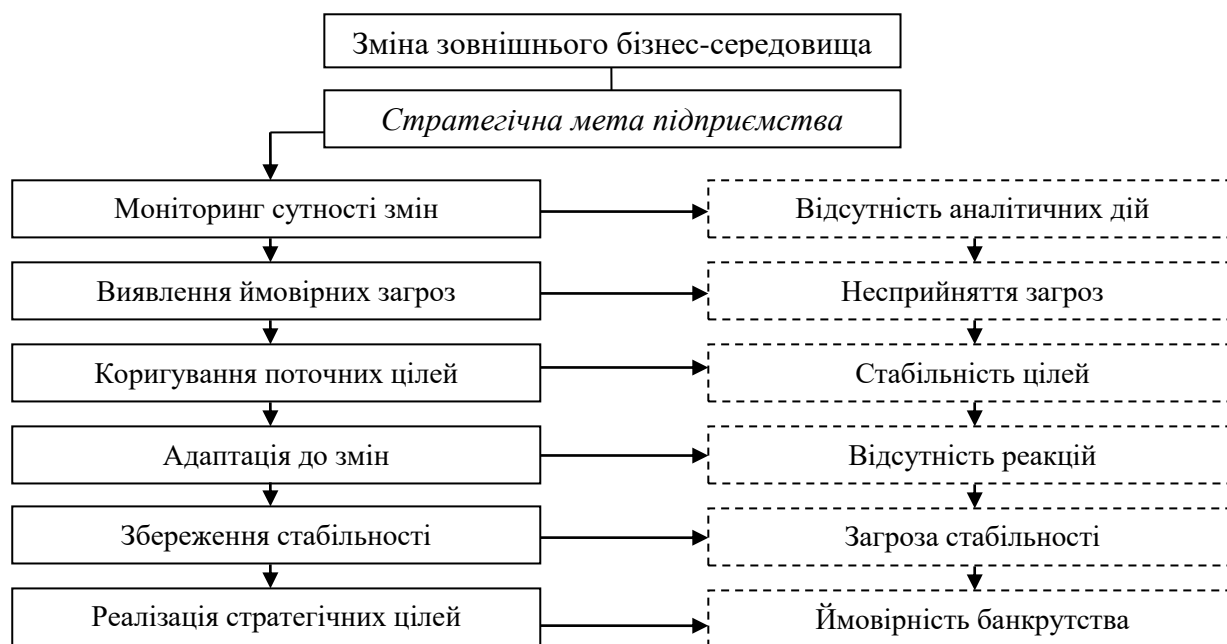 Зміна зовнішнього бізнес-середовища
Стратегічна мета підприємства
Моніторинг сутності змін
Відсутність аналітичних дій
Виявлення ймовірних загроз
Несприйняття загроз
Коригування поточних цілей
Стабільність цілей
Адаптація до змін
Відсутність реакцій
Збереження стабільності
Загроза стабільності
Реалізація стратегічних цілей
Ймовірність банкрутства